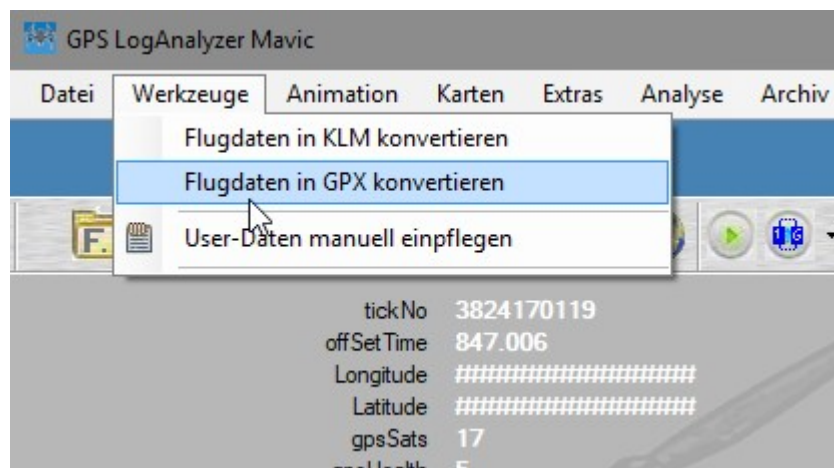 GPS LogAnalyzer Mavic
Datei Werkzeuge Animation Karten Extras Analyse Archiv
Flugdaten in KLM konvertieren
Flugdaten in GPX konvertieren
F.
User-Daten manuell einpflegen
tickNo 3824170119
offSetTime 847.006
Longitude ######################
Latitude ######################
gpsSats 17